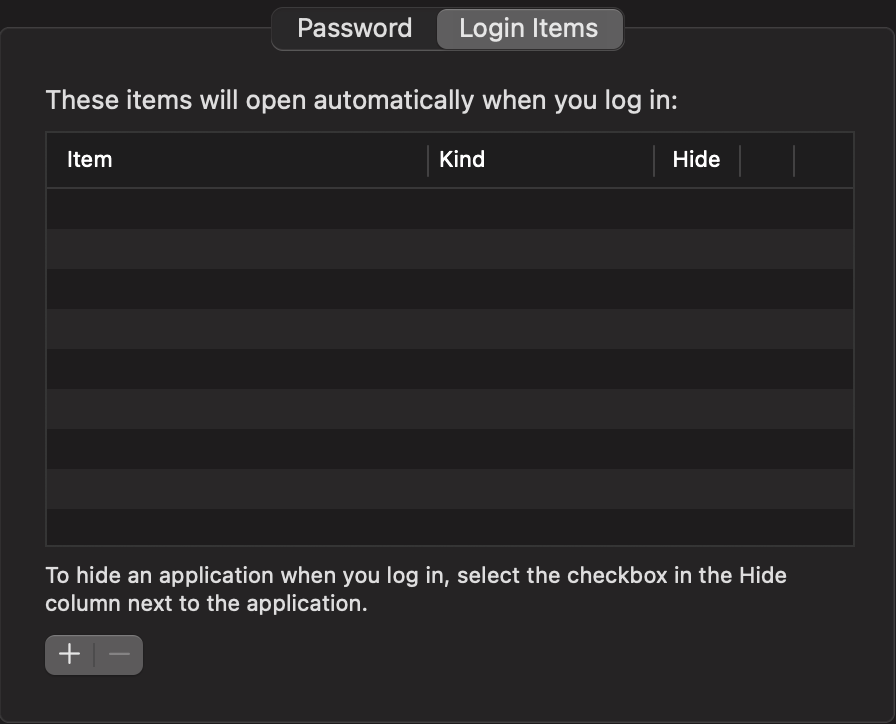 Password Login Items
These items will open automatically when you log in:
Item Kind Hide
To hide an application when you log in, select the checkbox in the Hide
column next to the application.